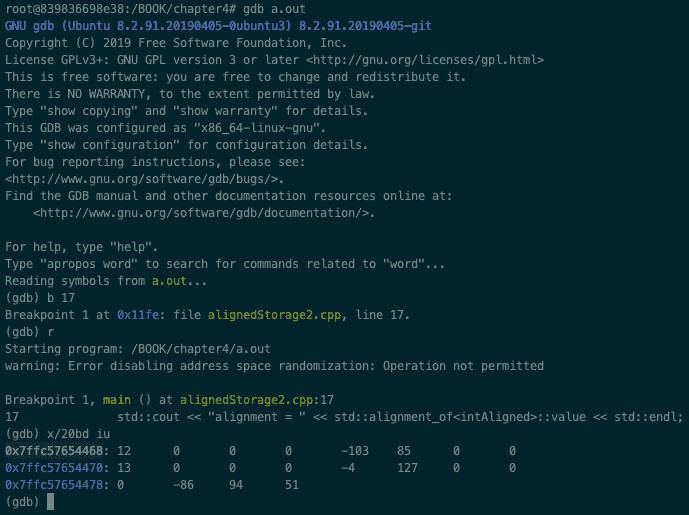 root@839836698e38:/BOOK/chapter4# gdb a.out
GNU gdb (Ubuntu 8.2.91.20190405-0ubuntu3) 8.2.91.20190405-git
Copyright (C) 2019 Free Software Foundation, Inc.
License GPLv3+: GNU GPL version 3 or later <http://gnu.org/licenses/gpl.html>
This is free software: you are free to change and redistribute it.
There is NO WARRANTY, to the extent permitted by law.
Type "show copying" and "show warranty" for details.
This GDB was configured as "x86_64-linux-gnu".
Type "show configuration" for configuration details.
For bug reporting instructions, please see:
<http://www.gnu.org/software/gdb/bugs/>.
Find the GDB manual and other documentation resources online at:
    <http://www.gnu.org/software/gdb/documentation/>.

For help, type "help".
Type "apropos word" to search for commands related to "word"...
Reading symbols from a.out...
(gdb) b 17
Breakpoint 1 at 0x11fe: file alignedStorage2.cpp, line 17.
(gdb) r
Starting program: /BOOK/chapter4/a.out
warning: Error disabling address space randomization: Operation not permitted

Breakpoint 1, main () at alignedStorage2.cpp:17
17          std::cout << "alignment = " << std::alignment_of<intAligned>::value << std::endl;
(gdb) x/20bd iu
0x7ffc57654468: 12      0       0       0       -103    85      0       0
0x7ffc57654470: 13      0       0       0       -4      127     0       0
0x7ffc57654478: 0       -86     94      51
(gdb)